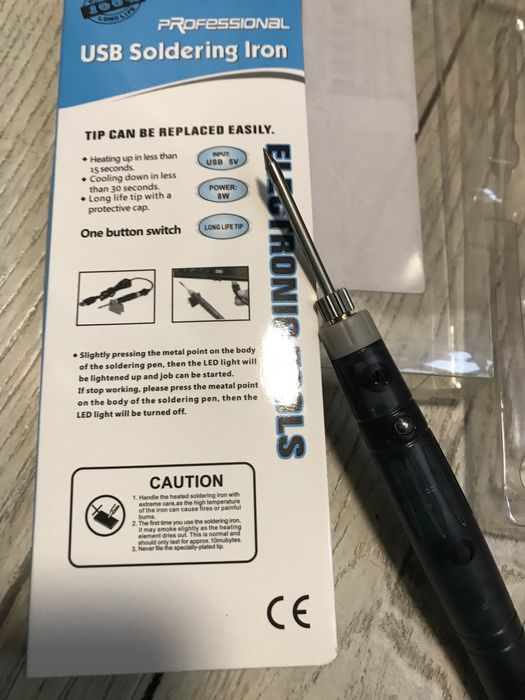 100%
LONG LIFE
PROFESSIONAL
USB Soldering Iron
TIP CAN BE REPLACED EASILY.
Heating up in less than
15 seconds.
Cooling down in less
than 30 seconds.
Long life tip with a
protective cap.
One button switch
INPUT:
USB 5V
POWER:
8W
LONG LIFE TIP
ELECTRONIC TOOLS
Slightly pressing the metal point on the body
of the soldering pen, then the LED light will
be lightened up and job can be started.
If stop working, please press the meatal point
on the body of the soldering pen, then the
LED light will be turned off.
CAUTION
1. Handle the heated soldering iron with
extreme care,as the high temperature
of the iron can cause fires or painful
burns.
2. The first time you use the soldering iron,
it may smoke slightly as the heating
element dries out. This is normal and
should only last for approx. 10mubytes.
3. Never file the specially-plated tip.
CE